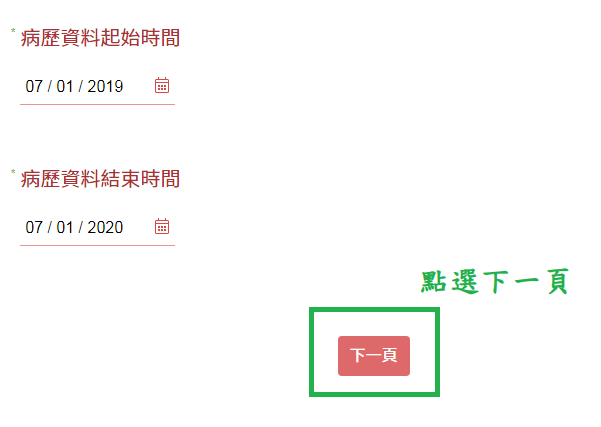 * 病歷資料起始時間
07 / 01 / 2019
* 病歷資料結束時間
07 / 01 / 2020
點選下一頁
下一頁